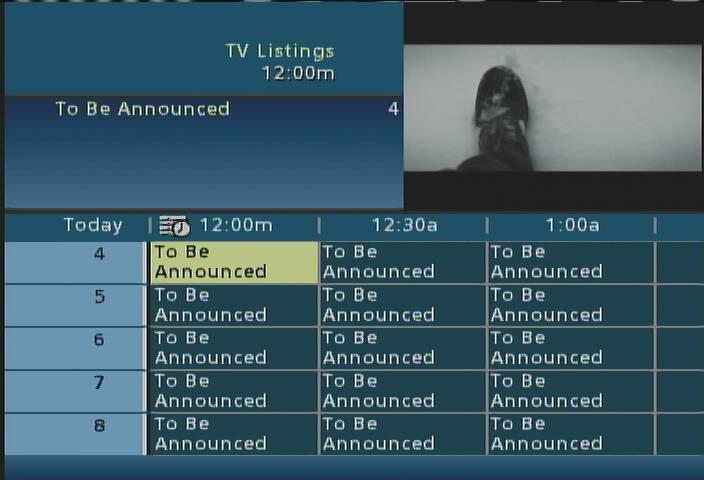 TV Listings
12:00m
To Be Announced 4
Today 12:00m 12:30a 1:00a
4 To Be Announced To Be Announced To Be Announced
5 To Be Announced To Be Announced To Be Announced
6 To Be Announced To Be Announced To Be Announced
7 To Be Announced To Be Announced To Be Announced
8 To Be Announced To Be Announced To Be Announced